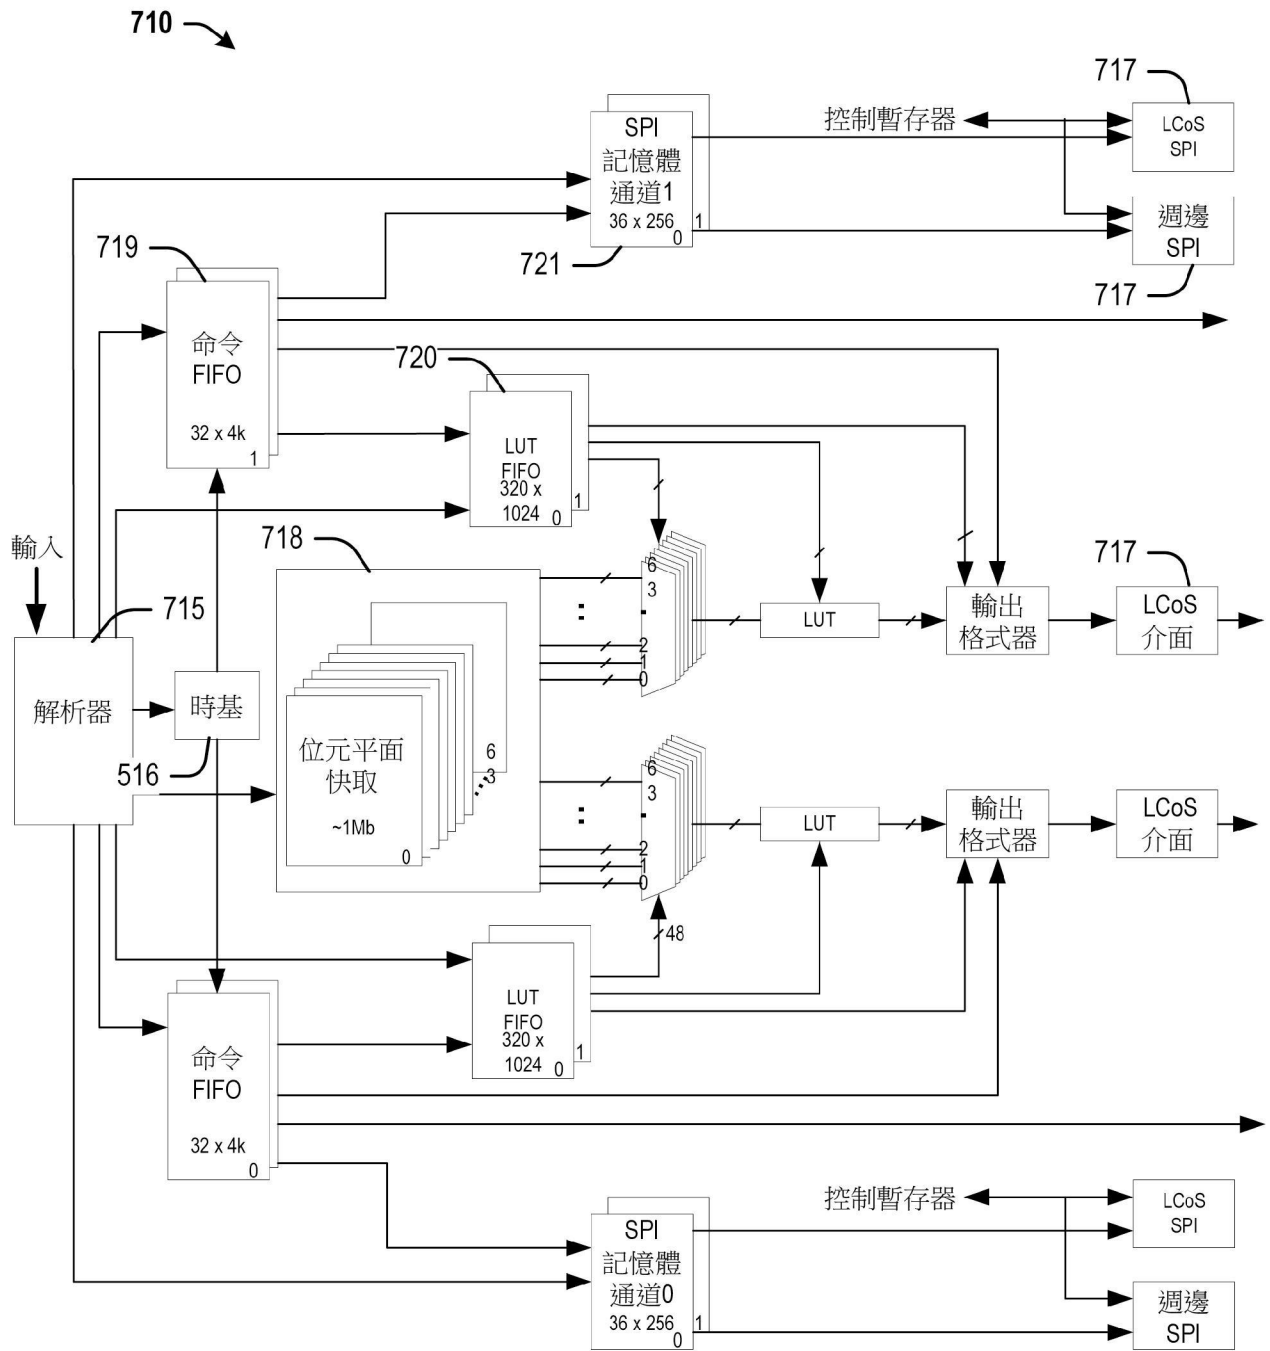 710
717
SPI
記憶體
通道1
36 x 256
1
0
控制暫存器
LCoS
SPI
週邊
SPI
721
717
719
命令
FIFO
32 x 4k
1
720
LUT
FIFO
320 x
1024
0
1
輸入
718
6
3
2
1
0
LUT
輸出
格式器
717
LCoS
介面
715
解析器
時基
516
位元平面
快取
~1Mb
0
3
6
6
3
2
1
0
LUT
輸出
格式器
LCoS
介面
48
LUT
FIFO
320 x
1024
0
1
命令
FIFO
32 x 4k
0
SPI
記憶體
通道0
36 x 256
1
0
控制暫存器
LCoS
SPI
週邊
SPI